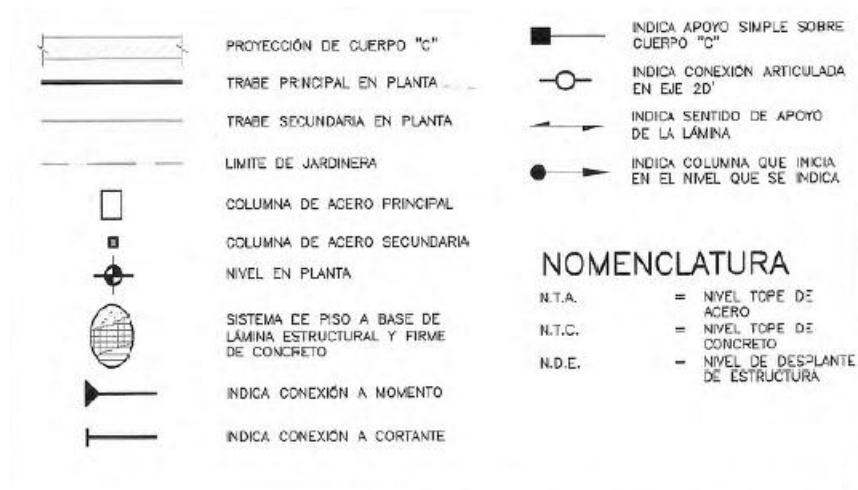 PROYECCIÓN DE CUERPO "C"
TRABE PRINCIPAL EN PLANTA
TRABE SECUNDARIA EN PLANTA
LIMITE DE JARDINERA
COLUMNA DE ACERO PRINCIPAL
COLUMNA DE ACERO SECUNDARIA
NIVEL EN PLANTA
SISTEMA DE PISO A BASE DE
LÁMINA ESTRUCTURAL Y FIRME
DE CONCRETO
INDICA CONEXIÓN A MOMENTO
INDICA CONEXIÓN A CORTANTE
INDICA APOYO SIMPLE SOBRE
CUERPO "C"
INDICA CONEXIÓN ARTICULADA
EN EJE 2D'
INDICA SENTIDO DE APOYO
DE LA LÁMINA
INDICA COLUMNA QUE INICIA
EN EL NIVEL QUE SE INDICA
NOMENCLATURA
N.T.A. = NIVEL TOPE DE
ACERO
N.T.C. = NIVEL TOPE DE
CONCRETO
N.D.E. = NIVEL DE DESPLANTE
DE ESTRUCTURA